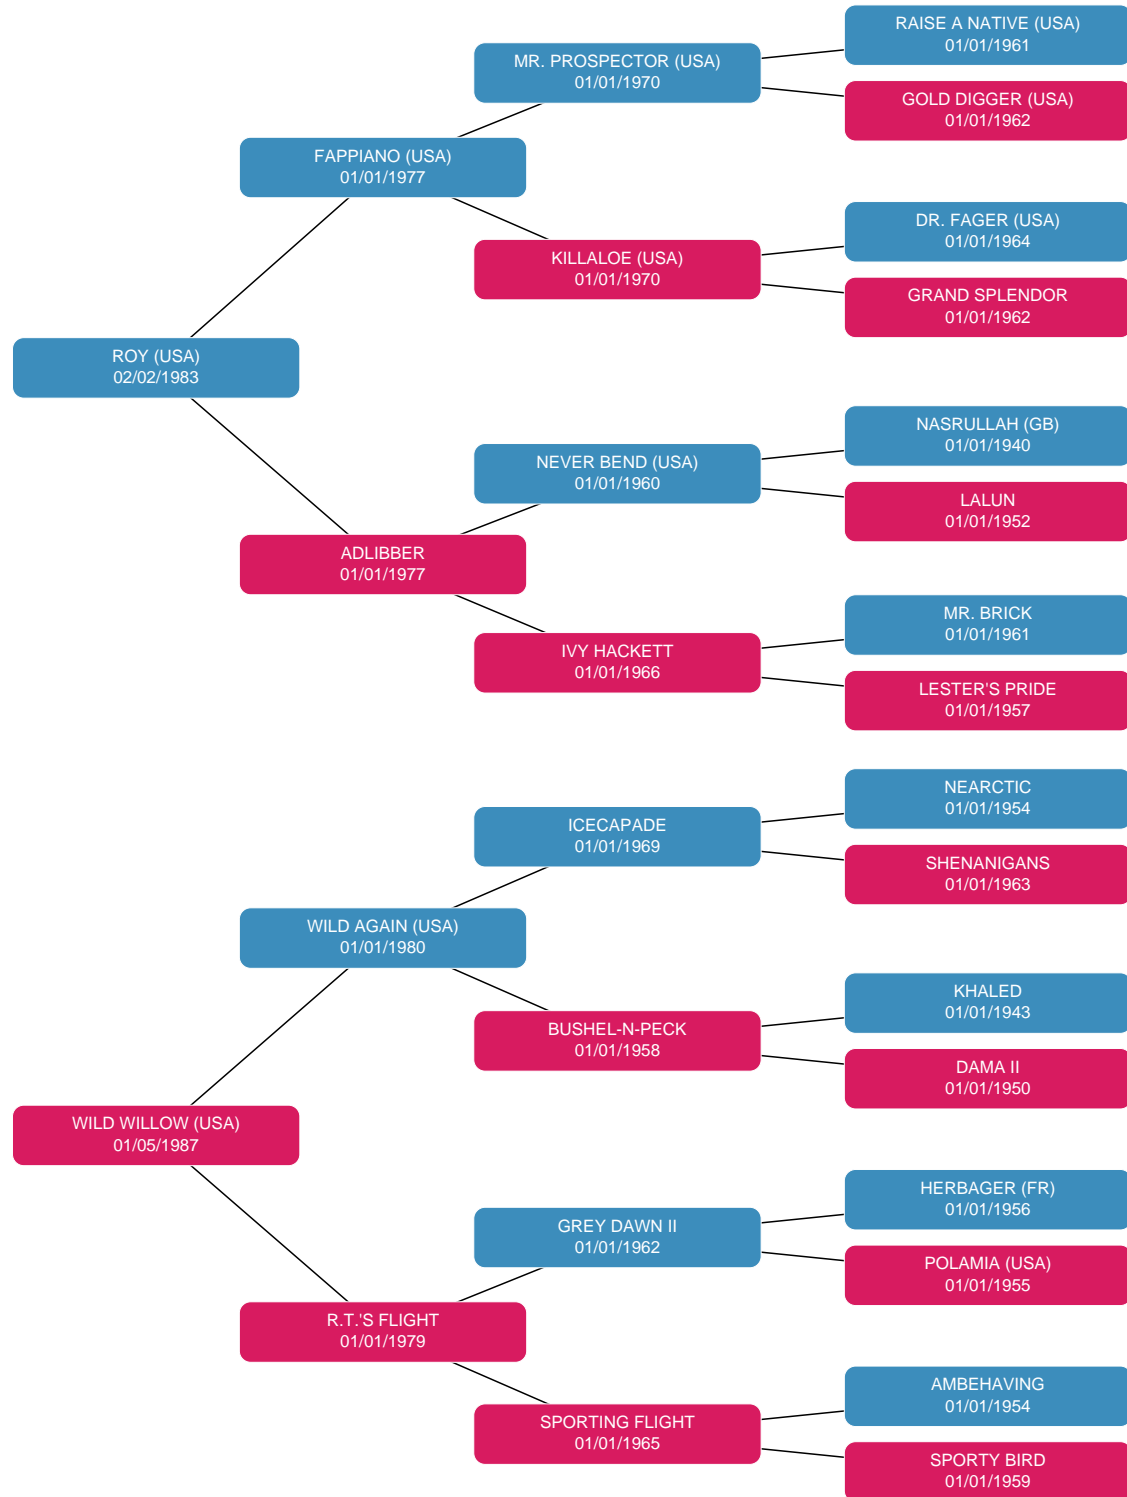 RAISE A NATIVE (USA)
01/01/1961
MR. PROSPECTOR (USA)
01/01/1970
GOLD DIGGER (USA)
01/01/1962
FAPPIANO (USA)
01/01/1977
DR. FAGER (USA)
01/01/1964
KILLALOE (USA)
01/01/1970
GRAND SPLENDOR
01/01/1962
ROY (USA)
02/02/1983
NASRULLAH (GB)
01/01/1940
NEVER BEND (USA)
01/01/1960
LALUN
01/01/1952
ADLIBBER
01/01/1977
MR. BRICK
01/01/1961
IVY HACKETT
01/01/1966
LESTER'S PRIDE
01/01/1957
NEARCTIC
01/01/1954
ICECAPADE
01/01/1969
SHENANIGANS
01/01/1963
WILD AGAIN (USA)
01/01/1980
KHALED
01/01/1943
BUSHEL-N-PECK
01/01/1958
DAMA II
01/01/1950
WILD WILLOW (USA)
01/05/1987
HERBAGER (FR)
01/01/1956
GREY DAWN II
01/01/1962
POLAMIA (USA)
01/01/1955
R.T.'S FLIGHT
01/01/1979
AMBEHAVING
01/01/1954
SPORTING FLIGHT
01/01/1965
SPORTY BIRD
01/01/1959